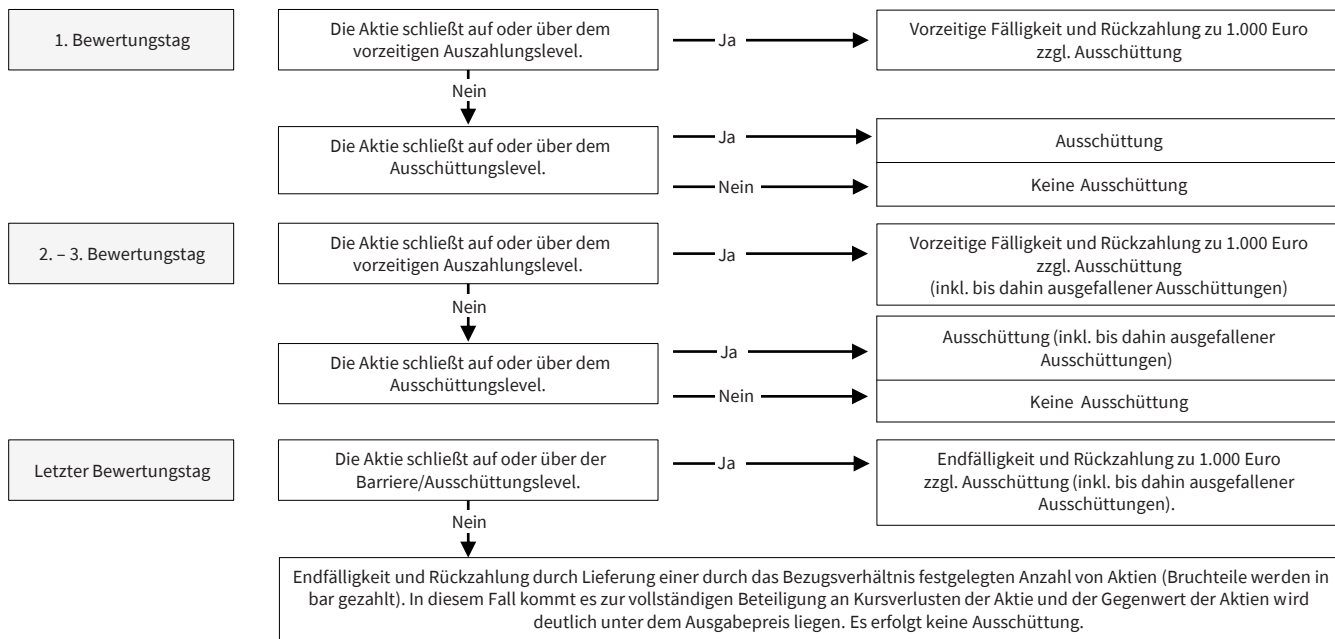 1. Bewertungstag
Die Aktie schließt auf oder über dem
vorzeitigen Auszahlungslevel.
Ja
Vorzeitige Fälligkeit und Rückzahlung zu 1.000 Euro
zzgl. Ausschüttung
Nein
Die Aktie schließt auf oder über dem
Ausschüttungslevel.
Ja
Ausschüttung
Nein
Keine Ausschüttung
2. – 3. Bewertungstag
Die Aktie schließt auf oder über dem
vorzeitigen Auszahlungslevel.
Ja
Vorzeitige Fälligkeit und Rückzahlung zu 1.000 Euro
zzgl. Ausschüttung
(inkl. bis dahin ausgefallener Ausschüttungen)
Nein
Die Aktie schließt auf oder über dem
Ausschüttungslevel.
Ja
Ausschüttung (inkl. bis dahin ausgefallener
Ausschüttungen)
Nein
Keine Ausschüttung
Letzter Bewertungstag
Die Aktie schließt auf oder über der
Barriere/Ausschüttungslevel.
Ja
Endfälligkeit und Rückzahlung zu 1.000 Euro
zzgl. Ausschüttung (inkl. bis dahin ausgefallener
Ausschüttungen).
Nein
Endfälligkeit und Rückzahlung durch Lieferung einer durch das Bezugsverhältnis festgelegten Anzahl von Aktien (Bruchteile werden in
bar gezahlt). In diesem Fall kommt es zur vollständigen Beteiligung an Kursverlusten der Aktie und der Gegenwert der Aktien wird
deutlich unter dem Ausgabepreis liegen. Es erfolgt keine Ausschüttung.